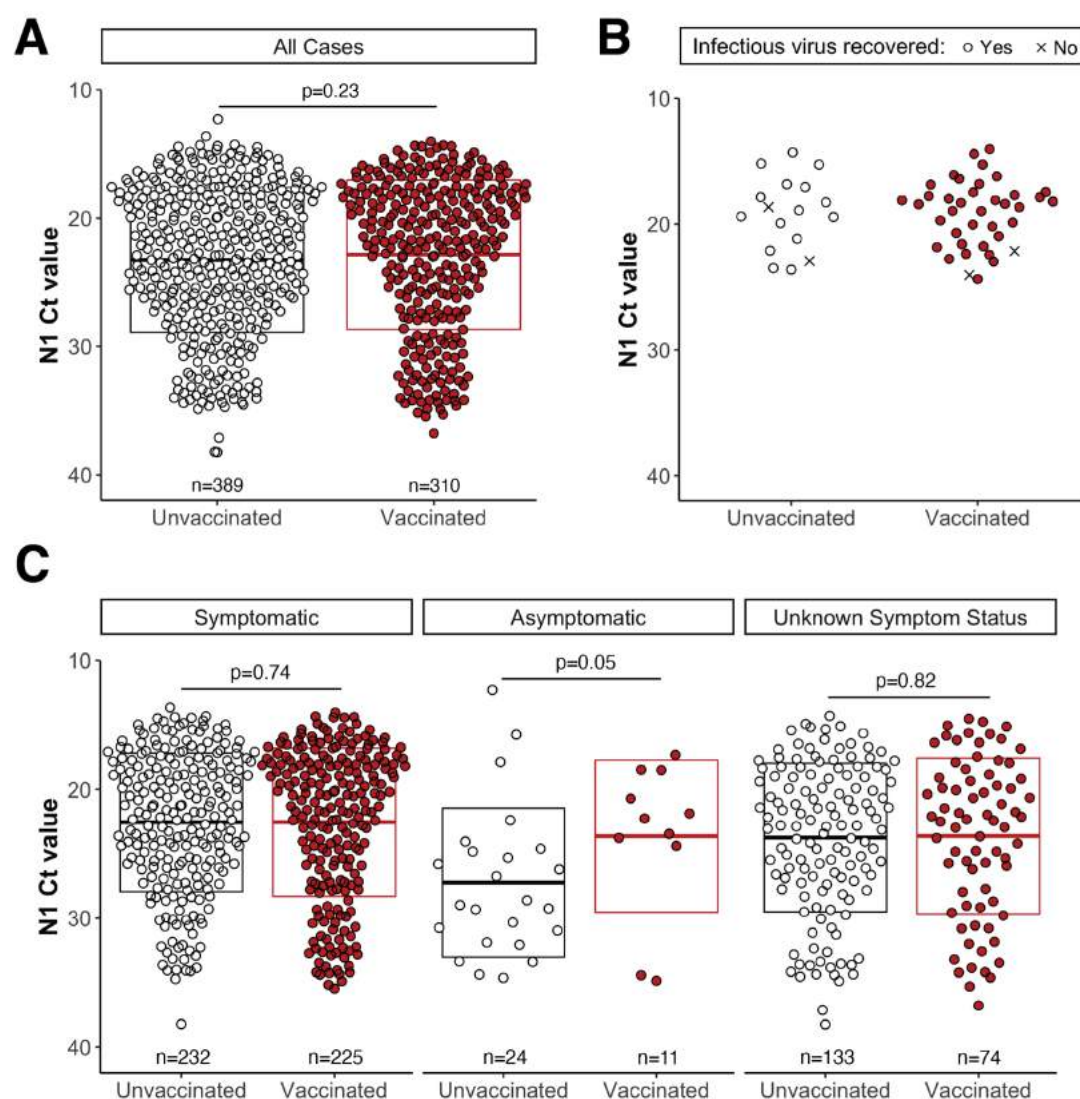 A
All Cases
p=0.23
10
20
30
40
N1 Ct value
n=389
n=310
Unvaccinated
Vaccinated
B
Infectious virus recovered: ○ Yes × No
10
20
30
40
N1 Ct value
Unvaccinated
Vaccinated
C
Symptomatic
Asymptomatic
Unknown Symptom Status
p=0.74
p=0.05
p=0.82
10
20
30
40
N1 Ct value
n=232
n=225
n=24
n=11
n=133
n=74
Unvaccinated
Vaccinated
Unvaccinated
Vaccinated
Unvaccinated
Vaccinated